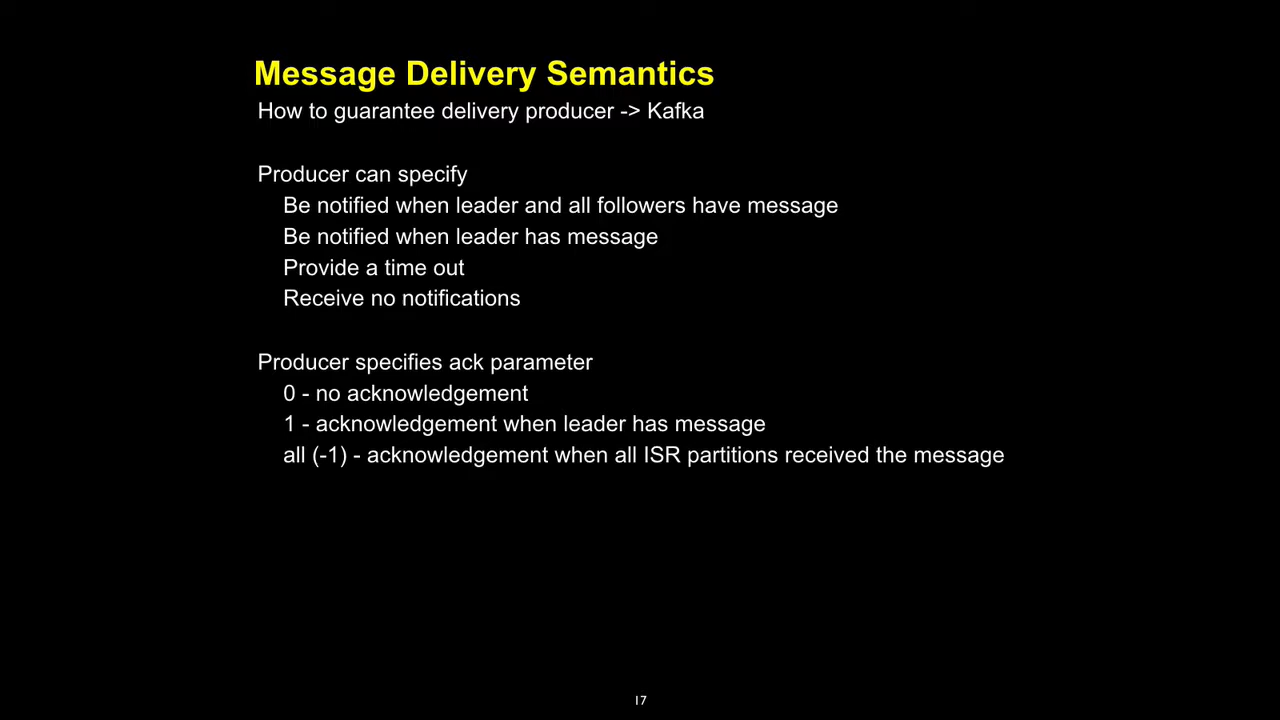 Message Delivery Semantics
How to guarantee delivery producer -> Kafka
Producer can specify
Be notified when leader and all followers have message
Be notified when leader has message
Provide a time out
Receive no notifications
Producer specifies ack parameter
0 - no acknowledgement
1 - acknowledgement when leader has message
all (-1) - acknowledgement when all ISR partitions received the message
17